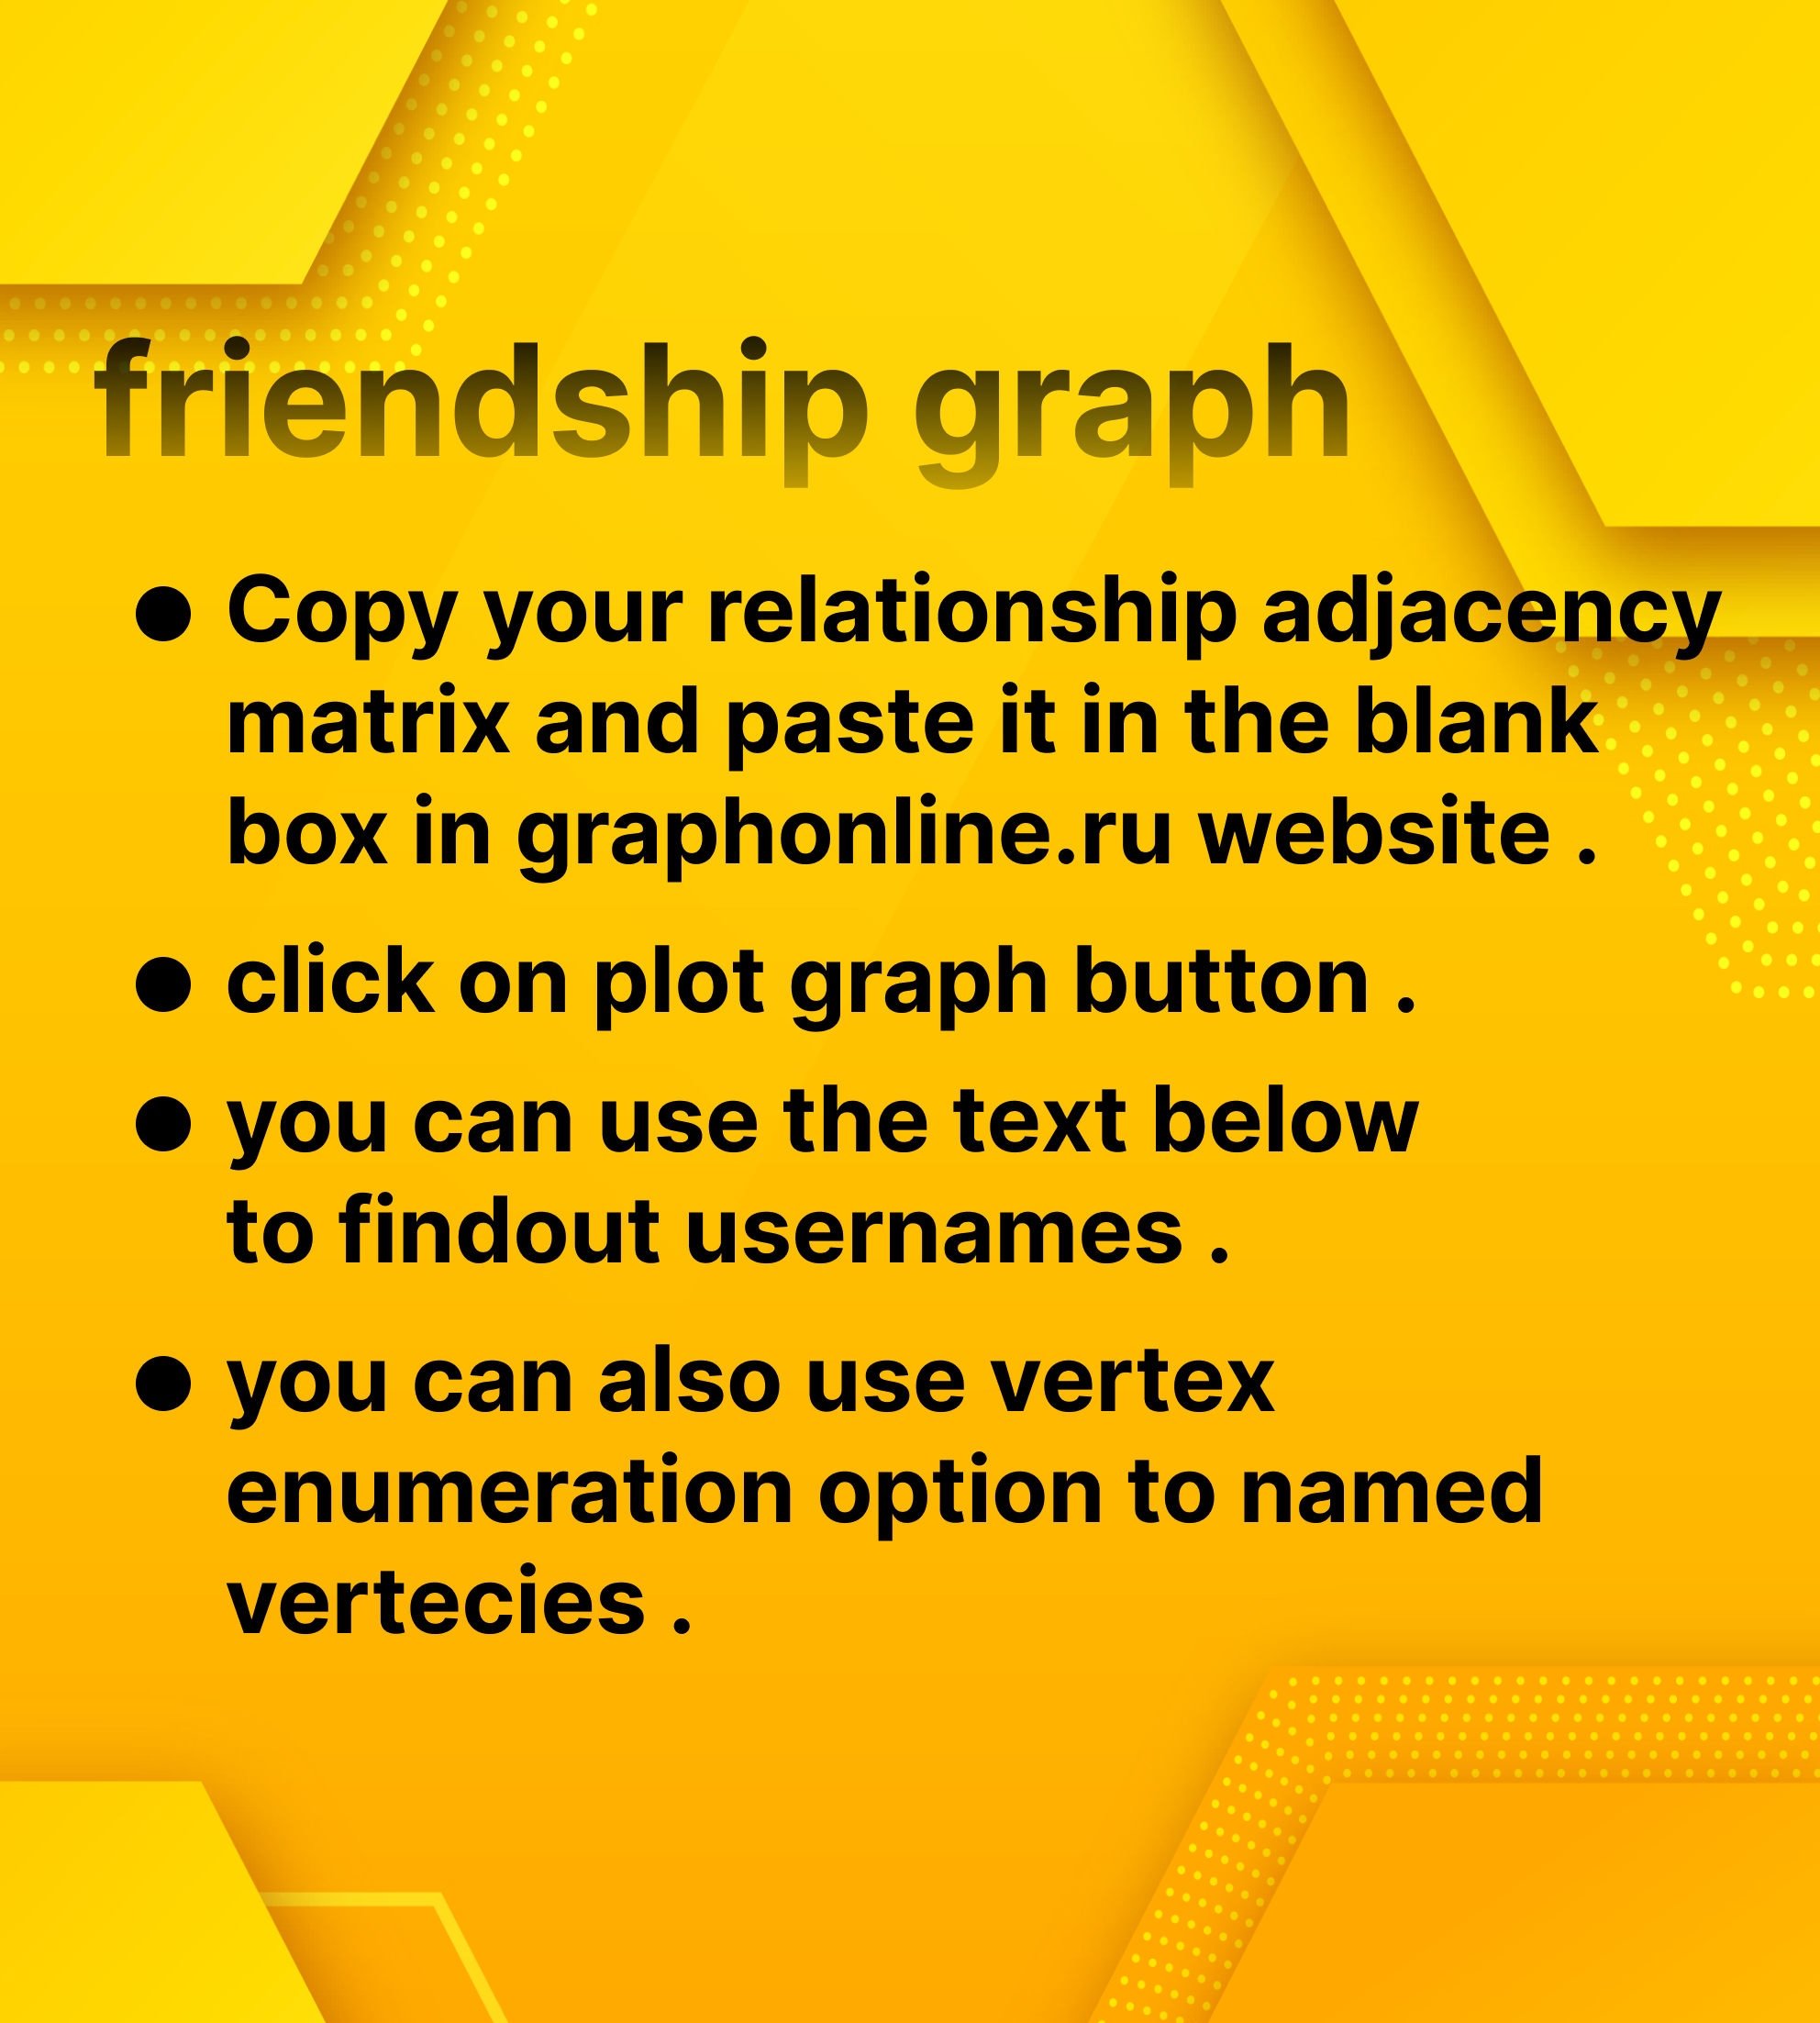 friendship graph
● Copy your relationship adjacency
matrix and paste it in the blank
box in graphonline.ru website .
● click on plot graph button .
● you can use the text below
to findout usernames .
● you can also use vertex
enumeration option to named
vertecies .